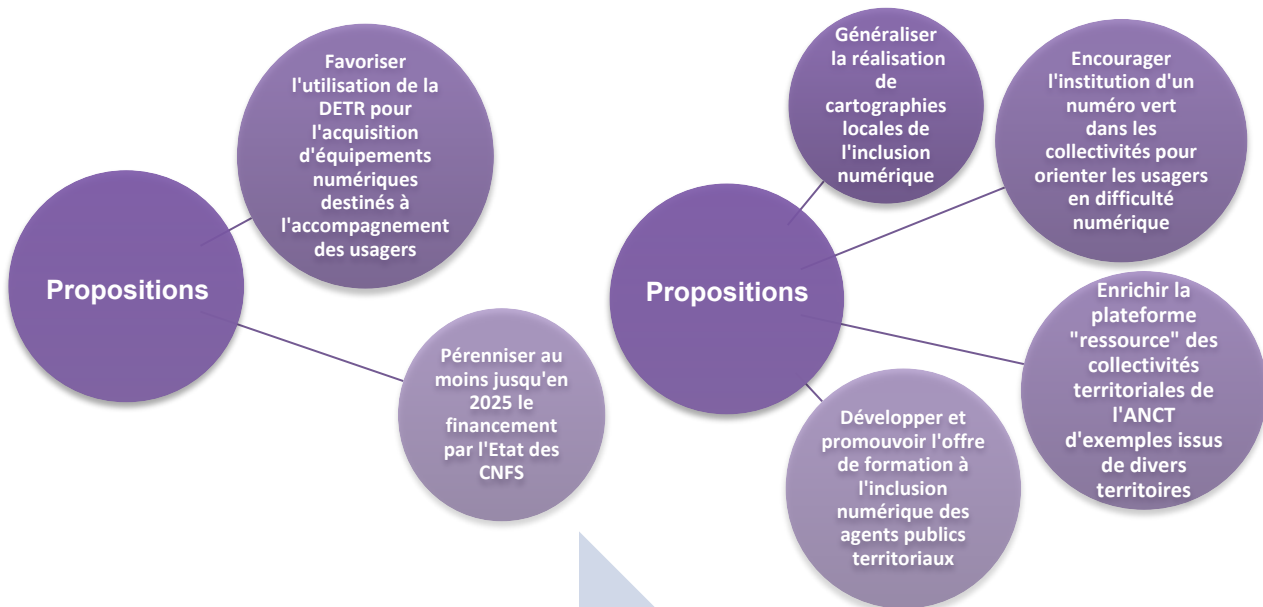 Propositions
Favoriser
l'utilisation de la
DETR pour
l'acquisition
d'équipements
numériques
destinés à
l'accompagnement
des usagers
Pérenniser au
moins jusqu'en
2025 le
financement
par l'Etat des
CNFS
Propositions
Généraliser
la réalisation
de
cartographies
locales de
l'inclusion
numérique
Encourager
l'institution d'un
numéro vert
dans les
collectivités pour
orienter les usagers
en difficulté
numérique
Enrichir la
plateforme
"ressource" des
collectivités
territoriales de
l'ANCT
d'exemples issus
de divers
territoires
Développer et
promouvoir l'offre
de formation à
l'inclusion
numérique des
agents publics
territoriaux